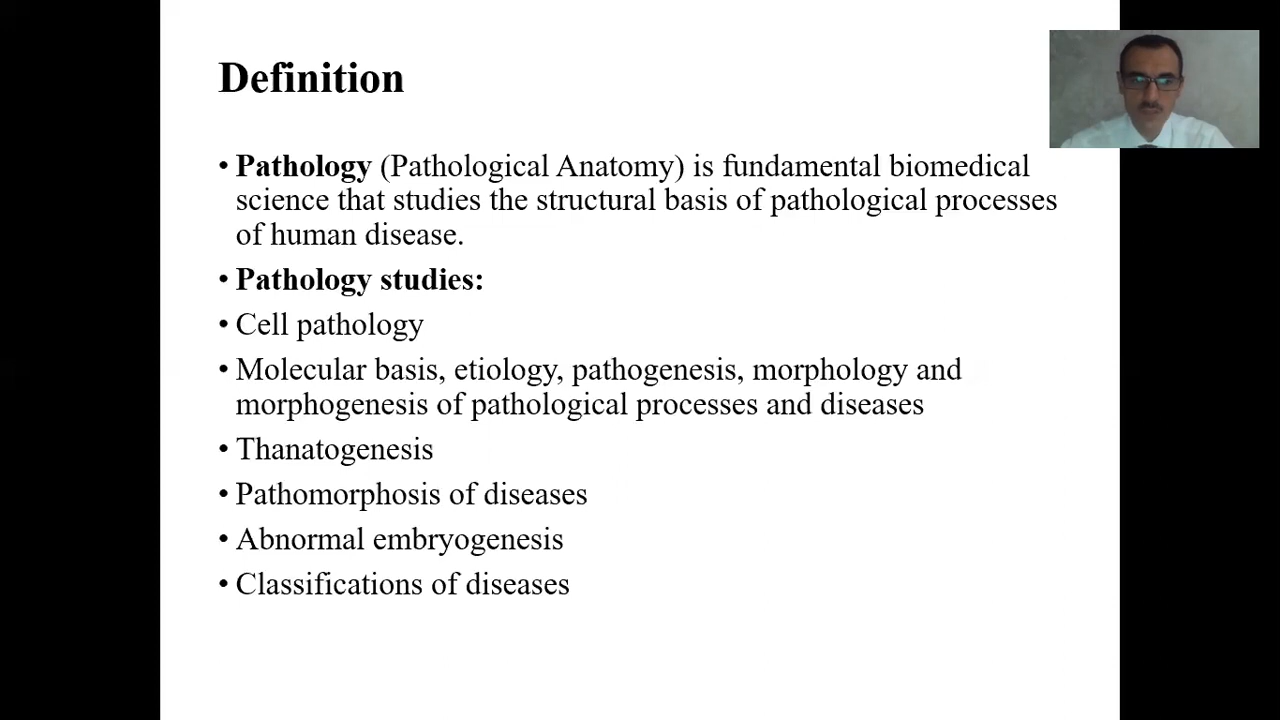 Definition
• Pathology (Pathological Anatomy) is fundamental biomedical
science that studies the structural basis of pathological processes
of human disease.
• Pathology studies:
• Cell pathology
• Molecular basis, etiology, pathogenesis, morphology and
morphogenesis of pathological processes and diseases
• Thanatogenesis
• Pathomorphosis of diseases
• Abnormal embryogenesis
• Classifications of diseases